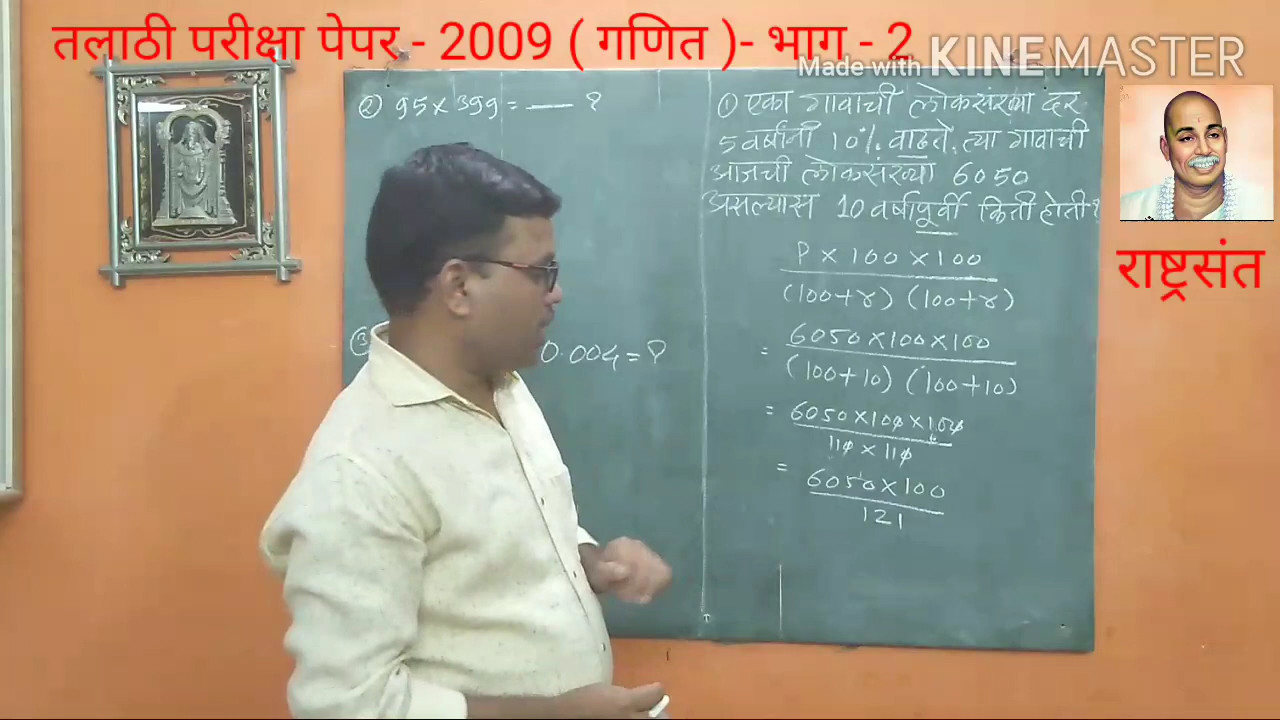 तलाठी परीक्षा पेपर - 2009 ( गणित )- भाग - 2
Made with KINEMASTER
② 95 x 399 = __ ?
③ 0.004 = ?
① एका गावाची लोकसंख्या दर
5 वर्षांनी 10% वाढते. त्या गावाची
आजची लोकसंख्या 6050
असल्यास 10 वर्षापूर्वी किती होती?
P x 100 x 100
(100+r) (100+r)
= 6050 x 100 x 100
(100+10) (100+10)
= 6050 x 100 x 100
110 x 110
= 6050 x 100
121
राष्ट्रसंत